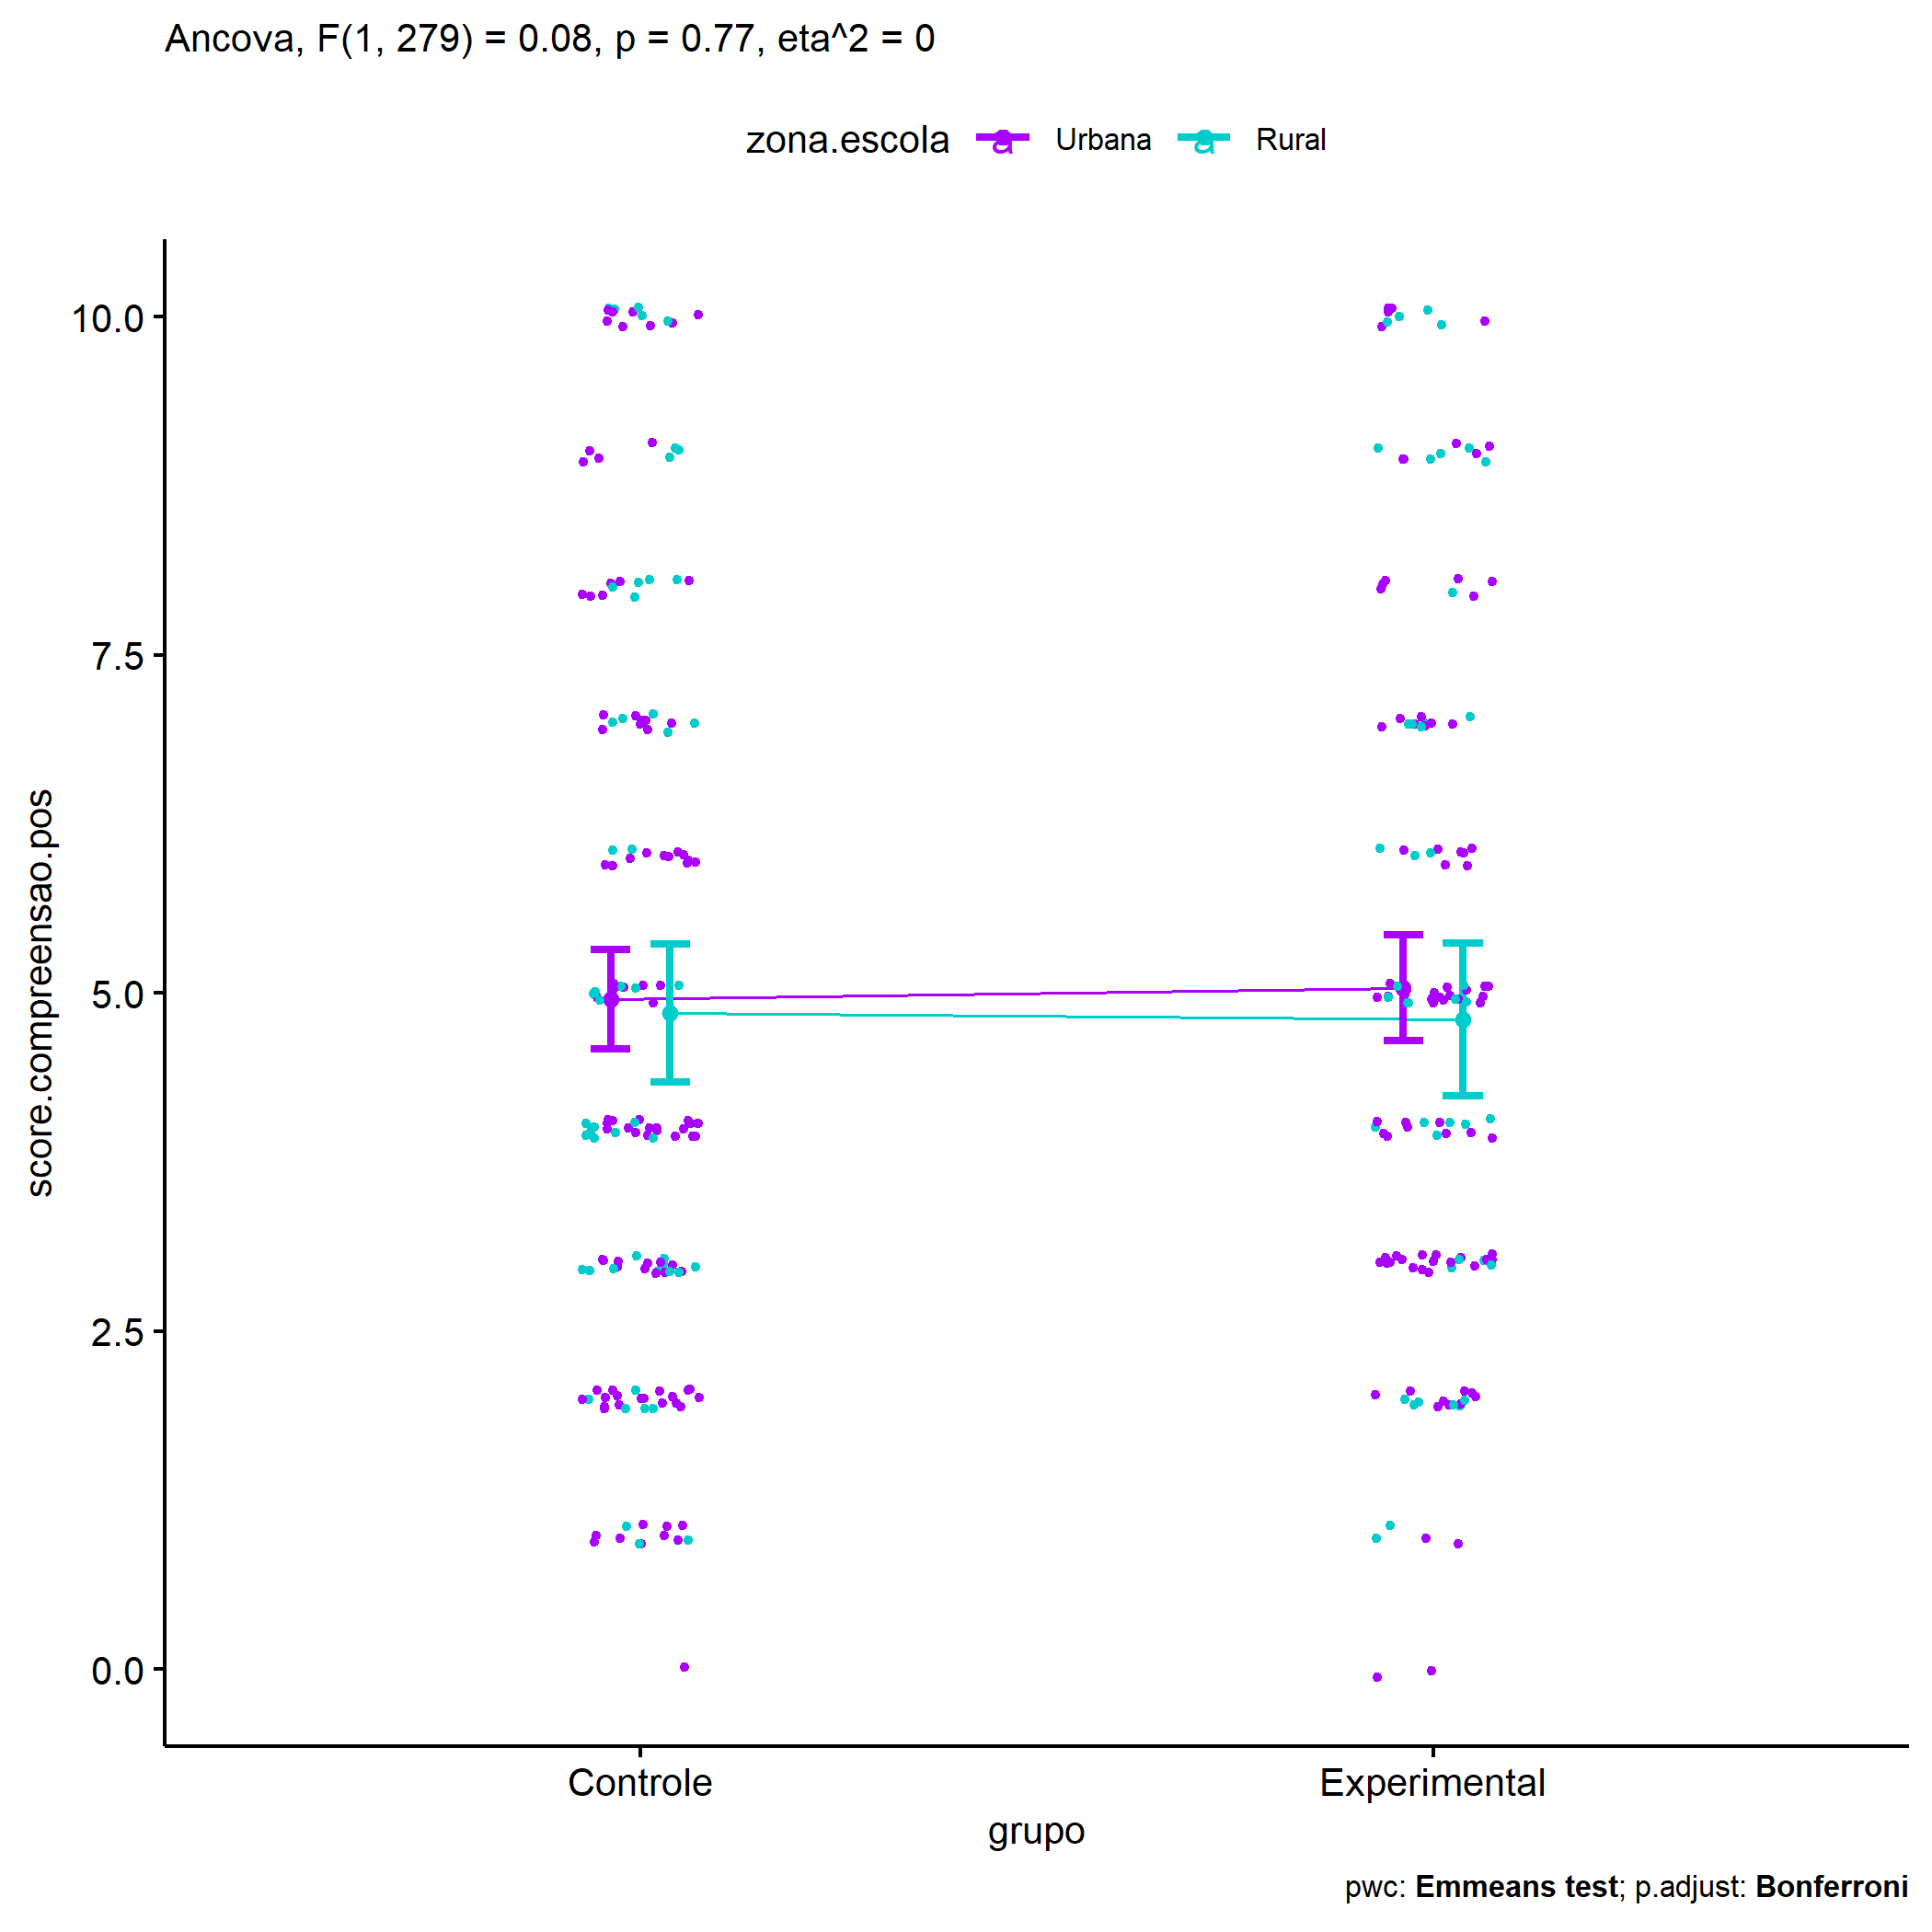 Ancova, F(1, 279) = 0.08, p = 0.77, eta^2 = 0
zona.escola a Urbana a Rural
10.0
7.5
5.0
2.5
0.0
score.compreensao.pos
Controle Experimental
grupo
pwc: Emmeans test; p.adjust: Bonferroni